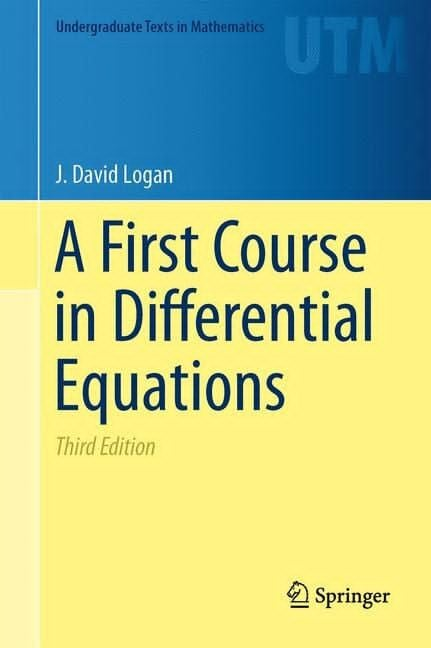 Undergraduate Texts in Mathematics
UTM
J. David Logan
A First Course
in Differential
Equations
Third Edition
Springer